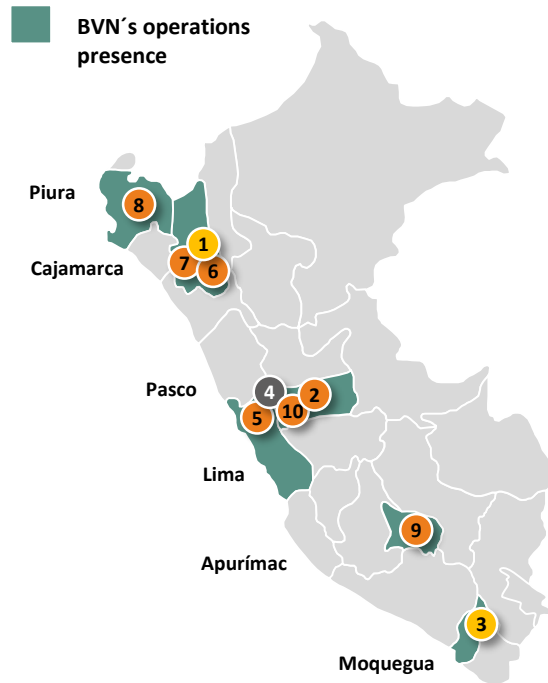 BVN´s operations
presence
Piura
8
1
Cajamarca
7
6
Pasco
4
2
5
10
Lima
9
Apurímac
3
Moquegua